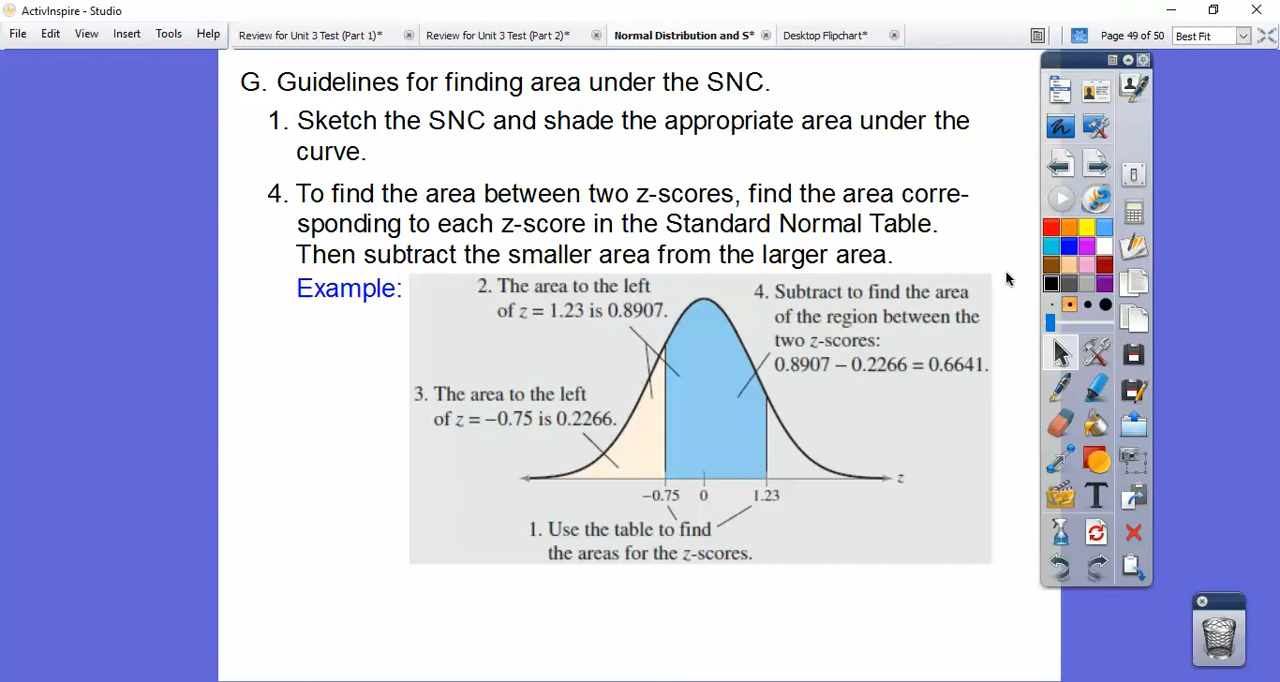 ActivInspire - Studio
File Edit View Insert Tools Help
Review for Unit 3 Test (Part 1)*
Review for Unit 3 Test (Part 2)*
Normal Distribution and S*
Desktop Flipchart*
Page 49 of 50
Best Fit
G. Guidelines for finding area under the SNC.
1. Sketch the SNC and shade the appropriate area under the
curve.
4. To find the area between two z-scores, find the area corre-
sponding to each z-score in the Standard Normal Table.
Then subtract the smaller area from the larger area.
Example:
2. The area to the left
of z = 1.23 is 0.8907.
4. Subtract to find the area
of the region between the
two z-scores:
0.8907 − 0.2266 = 0.6641.
3. The area to the left
of z = −0.75 is 0.2266.
z
−0.75 0 1.23
1. Use the table to find
the areas for the z-scores.
T